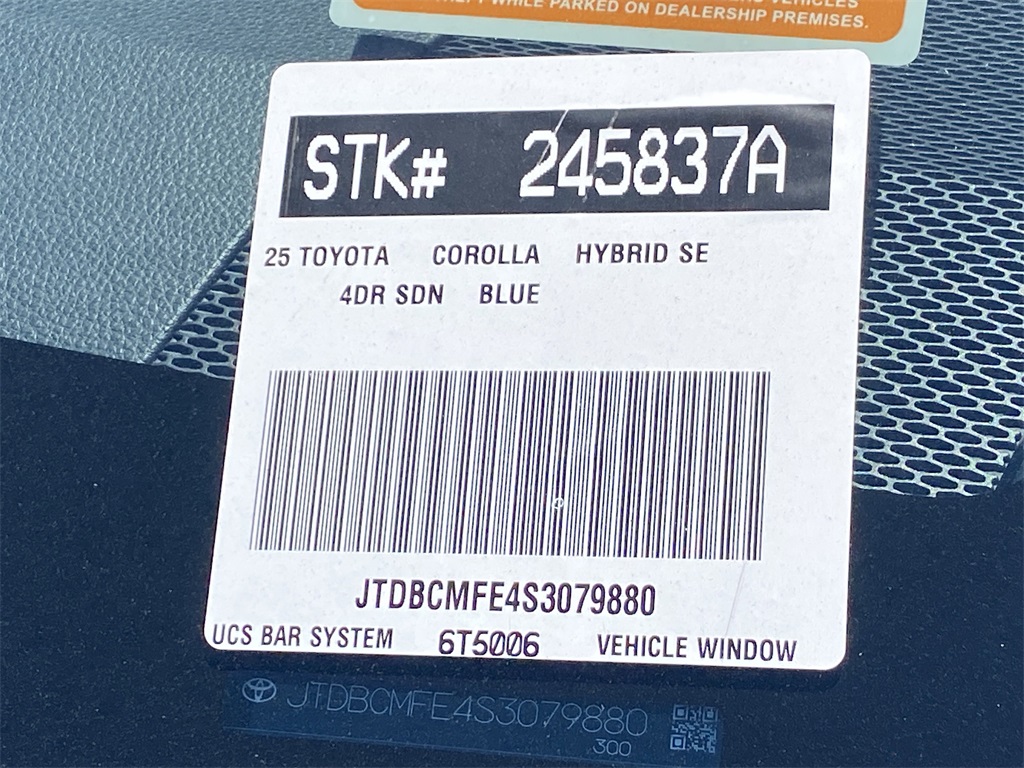 VEHICLES
WHILE PARKED ON DEALERSHIP PREMISES.
STK# 245837A
25 TOYOTA COROLLA HYBRID SE
4DR SDN BLUE
JTDBCMFE4S3079880
UCS BAR SYSTEM 6T5006 VEHICLE WINDOW
JTDBCMFE4S3079880
300